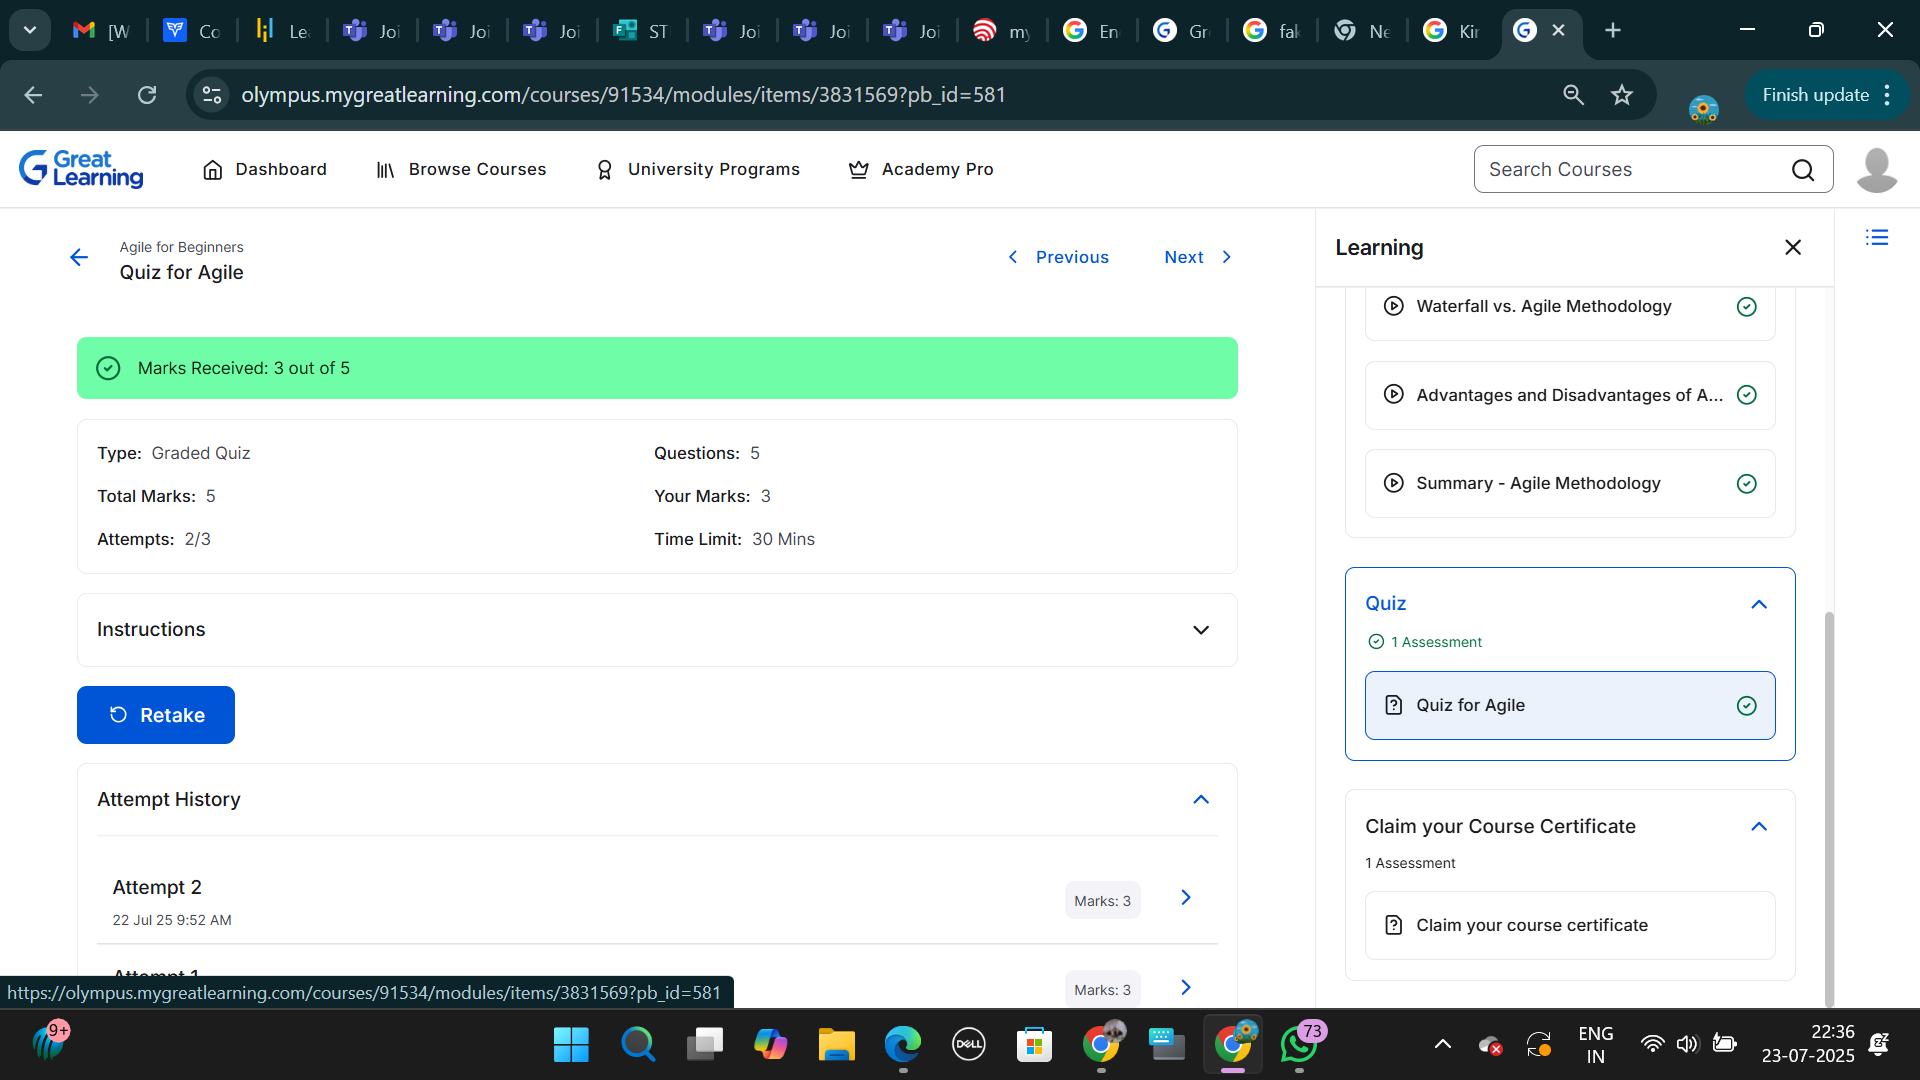 [W
Co
Le
Joi
Joi
Joi
ST
Joi
Joi
Joi
my
En
Gr
fak
Ne
Kir
olympus.mygreatlearning.com/courses/91534/modules/items/3831569?pb_id=581
Finish update
Great Learning
Dashboard
Browse Courses
University Programs
Academy Pro
Search Courses
Agile for Beginners
Quiz for Agile
Previous
Next
Marks Received: 3 out of 5
Type: Graded Quiz
Questions: 5
Total Marks: 5
Your Marks: 3
Attempts: 2/3
Time Limit: 30 Mins
Instructions
Retake
Attempt History
Attempt 2
22 Jul 25 9:52 AM
Marks: 3
Attempt 1
Marks: 3
https://olympus.mygreatlearning.com/courses/91534/modules/items/3831569?pb_id=581
Learning
Waterfall vs. Agile Methodology
Advantages and Disadvantages of A...
Summary - Agile Methodology
Quiz
1 Assessment
Quiz for Agile
Claim your Course Certificate
1 Assessment
Claim your course certificate
9+
DELL
73
ENG
IN
22:36
23-07-2025